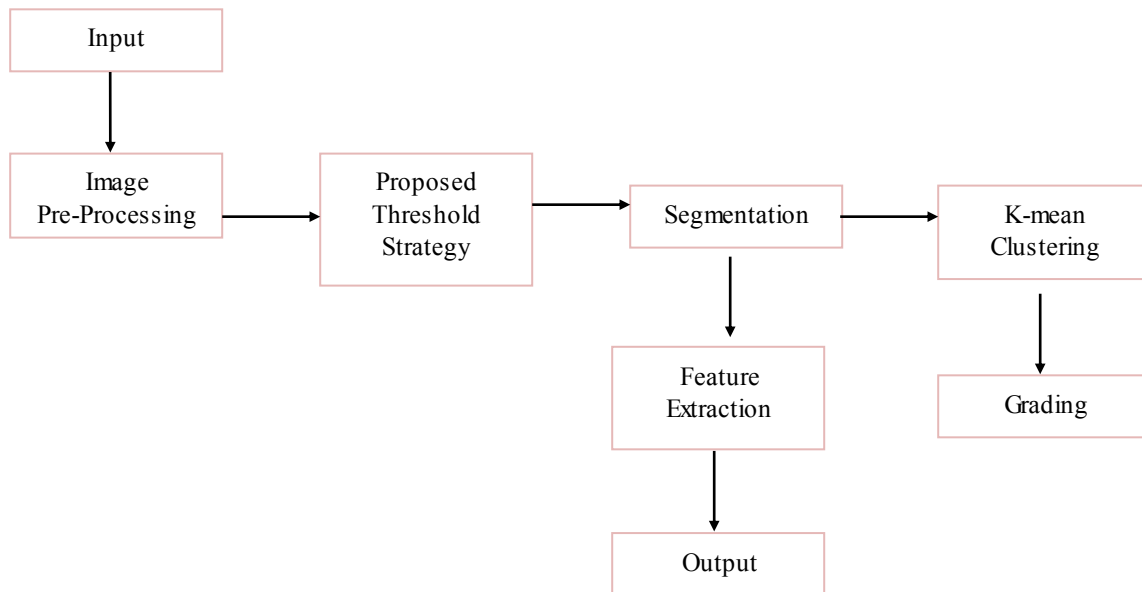 Input
Image
Pre-Processing
Proposed
Threshold
Strategy
Segmentation
K-mean
Clustering
Feature
Extraction
Grading
Output